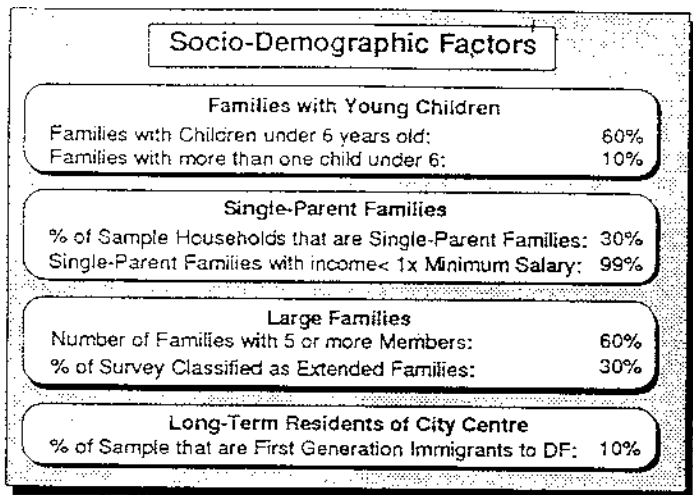 Socio-Demographic Factors
Families with Young Children
Families with Children under 6 years old: 60%
Families with more than one child under 6: 10%
Single-Parent Families
% of Sample Households that are Single-Parent Families: 30%
Single-Parent Families with income< 1x Minimum Salary: 99%
Large Families
Number of Families with 5 or more Members: 60%
% of Survey Classified as Extended Families: 30%
Long-Term Residents of City Centre
% of Sample that are First Generation Immigrants to DF: 10%